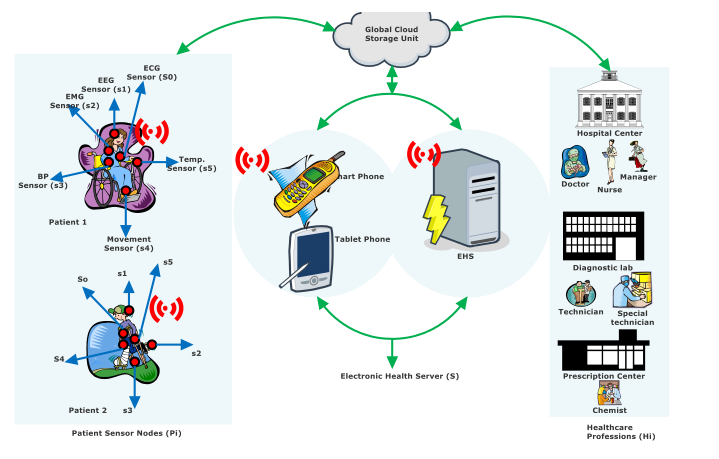 Global Cloud
Storage Unit
ECG
Sensor (S0)
EEG
Sensor (s1)
EMG
Sensor (s2)
Temp.
Sensor (s5)
BP
Sensor (s3)
Patient 1
Movement
Sensor (s4)
s5
s1
So
s2
S4
s3
Patient 2
Patient Sensor Nodes (Pi)
mart Phone
Tablet Phone
EHS
Electronic Health Server (S)
Hospital Center
Doctor
Nurse
Manager
Diagnostic lab
Technician
Special
technician
Prescription Center
Chemist
Healthcare
Professions (Hi)